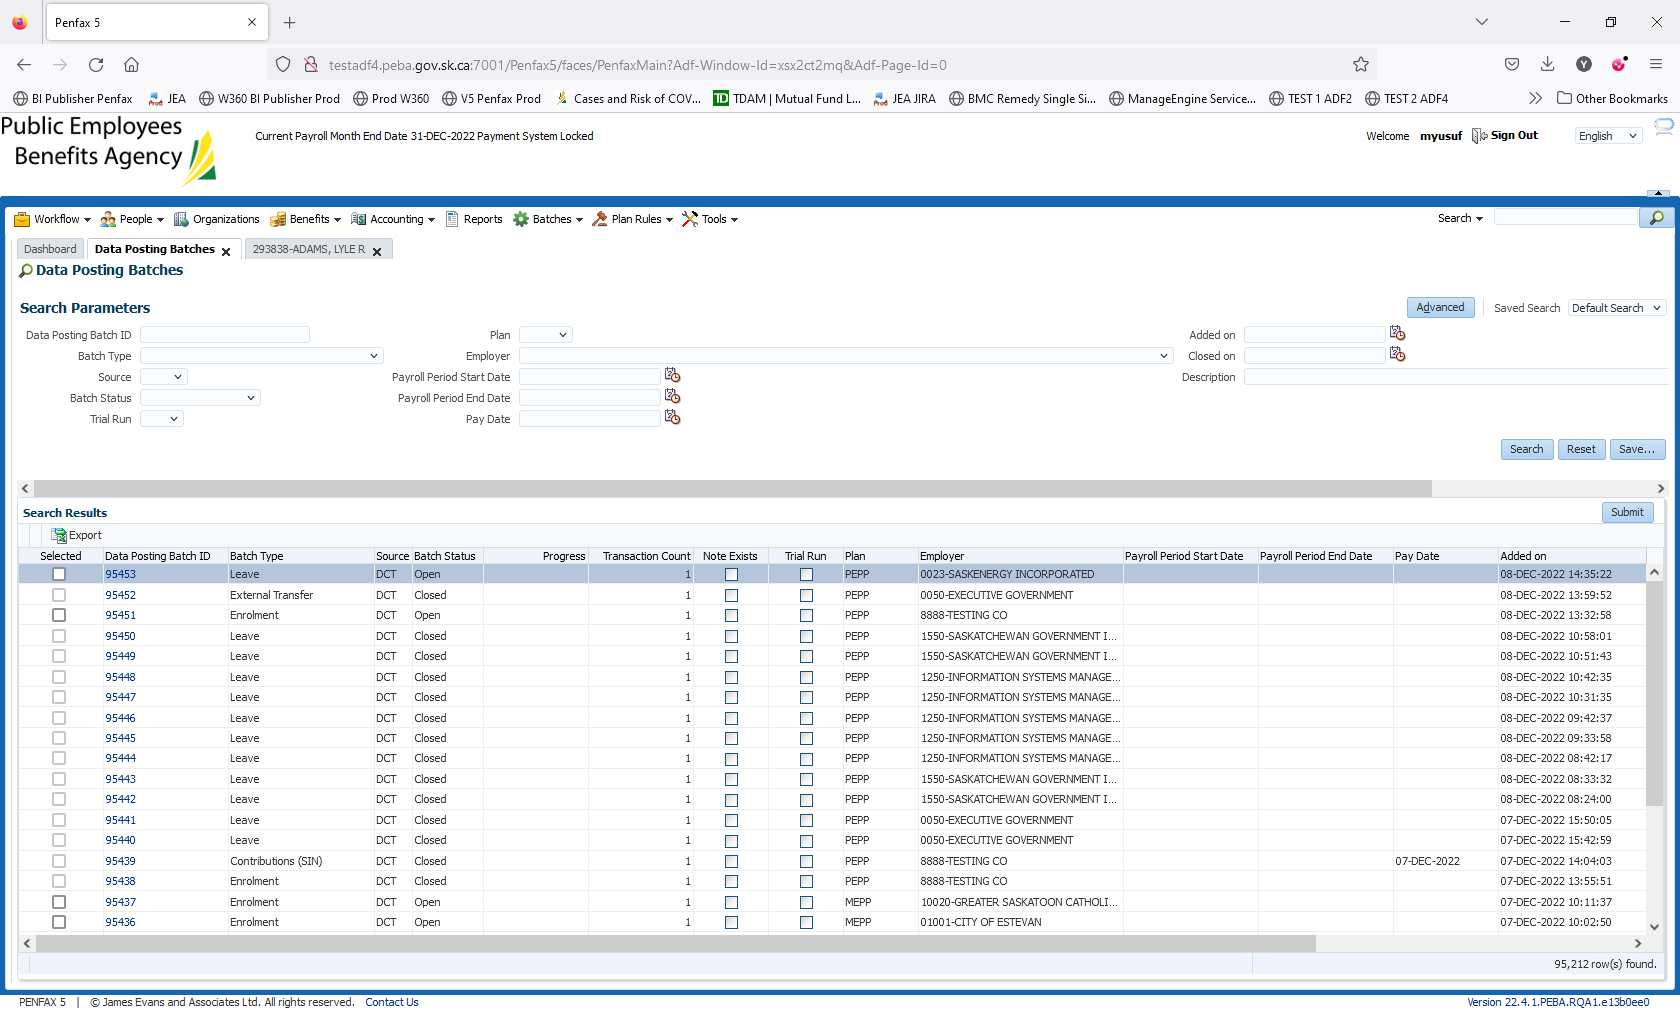 Penfax 5
testadf4.peba.gov.sk.ca:7001/Penfax5/faces/PenfaxMain?Adf-Window-Id=xsx2ct2mq&Adf-Page-Id=0
BI Publisher Penfax JEA W360 BI Publisher Prod Prod W360 V5 Penfax Prod Cases and Risk of COV... TD TDAM | Mutual Fund L... JEA JIRA BMC Remedy Single Si... ManageEngine Service... TEST 1 ADF2 TEST 2 ADF4 Other Bookmarks
Public Employees
Benefits Agency
Current Payroll Month End Date 31-DEC-2022 Payment System Locked
Welcome myusuf Sign Out English
Workflow People Organizations Benefits Accounting Reports Batches Plan Rules Tools Search
Dashboard Data Posting Batches 293838-ADAMS, LYLE R
Data Posting Batches
Search Parameters Advanced Saved Search Default Search
Data Posting Batch ID Plan Added on
Batch Type Employer Closed on
Source Payroll Period Start Date Description
Batch Status Payroll Period End Date
Trial Run Pay Date
Search Reset Save...
Search Results Submit
Export
Selected Data Posting Batch ID Batch Type Source Batch Status Progress Transaction Count Note Exists Trial Run Plan Employer Payroll Period Start Date Payroll Period End Date Pay Date Added on
95453 Leave DCT Open 1 PEPP 0023-SASKENERGY INCORPORATED 08-DEC-2022 14:35:22
95452 External Transfer DCT Closed 1 PEPP 0050-EXECUTIVE GOVERNMENT 08-DEC-2022 13:59:52
95451 Enrolment DCT Open 1 PEPP 8888-TESTING CO 08-DEC-2022 13:32:58
95450 Leave DCT Closed 1 PEPP 1550-SASKATCHEWAN GOVERNMENT I... 08-DEC-2022 10:58:01
95449 Leave DCT Closed 1 PEPP 1550-SASKATCHEWAN GOVERNMENT I... 08-DEC-2022 10:51:43
95448 Leave DCT Closed 1 PEPP 1250-INFORMATION SYSTEMS MANAGE... 08-DEC-2022 10:42:35
95447 Leave DCT Closed 1 PEPP 1250-INFORMATION SYSTEMS MANAGE... 08-DEC-2022 10:31:35
95446 Leave DCT Closed 1 PEPP 1250-INFORMATION SYSTEMS MANAGE... 08-DEC-2022 09:42:37
95445 Leave DCT Closed 1 PEPP 1250-INFORMATION SYSTEMS MANAGE... 08-DEC-2022 09:33:58
95444 Leave DCT Closed 1 PEPP 1250-INFORMATION SYSTEMS MANAGE... 08-DEC-2022 08:42:17
95443 Leave DCT Closed 1 PEPP 1550-SASKATCHEWAN GOVERNMENT I... 08-DEC-2022 08:33:32
95442 Leave DCT Closed 1 PEPP 1550-SASKATCHEWAN GOVERNMENT I... 08-DEC-2022 08:24:00
95441 Leave DCT Closed 1 PEPP 0050-EXECUTIVE GOVERNMENT 07-DEC-2022 15:50:05
95440 Leave DCT Closed 1 PEPP 0050-EXECUTIVE GOVERNMENT 07-DEC-2022 15:42:59
95439 Contributions (SIN) DCT Closed 1 PEPP 8888-TESTING CO 07-DEC-2022 07-DEC-2022 14:04:03
95438 Enrolment DCT Closed 1 PEPP 8888-TESTING CO 07-DEC-2022 13:55:51
95437 Enrolment DCT Open 1 MEPP 10020-GREATER SASKATOON CATHOLI... 07-DEC-2022 10:11:37
95436 Enrolment DCT Open 1 MEPP 01001-CITY OF ESTEVAN 07-DEC-2022 10:02:50
95,212 row(s) found.
PENFAX 5 | © James Evans and Associates Ltd. All rights reserved. Contact Us Version 22.4.1.PEBA.RQA1.e13b0ee0